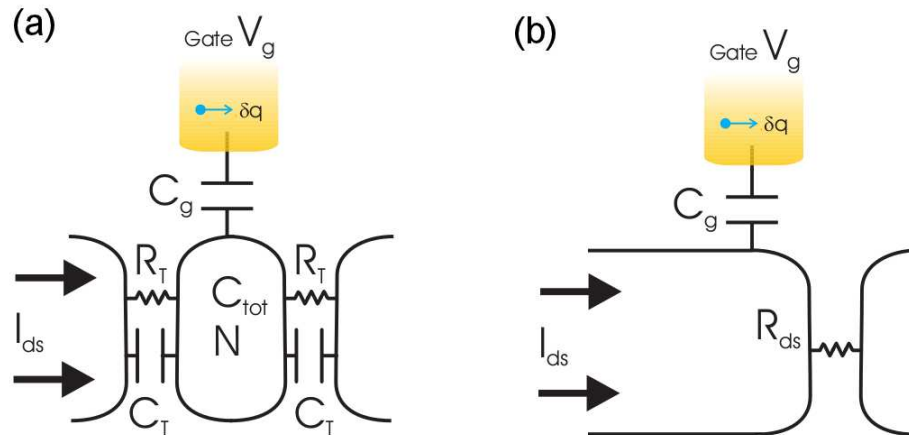 (a)
Gate V_g
δq
C_g
R_T
R_T
C_tot
N
I_ds
C_T
C_T
(b)
Gate V_g
δq
C_g
R_ds
I_ds